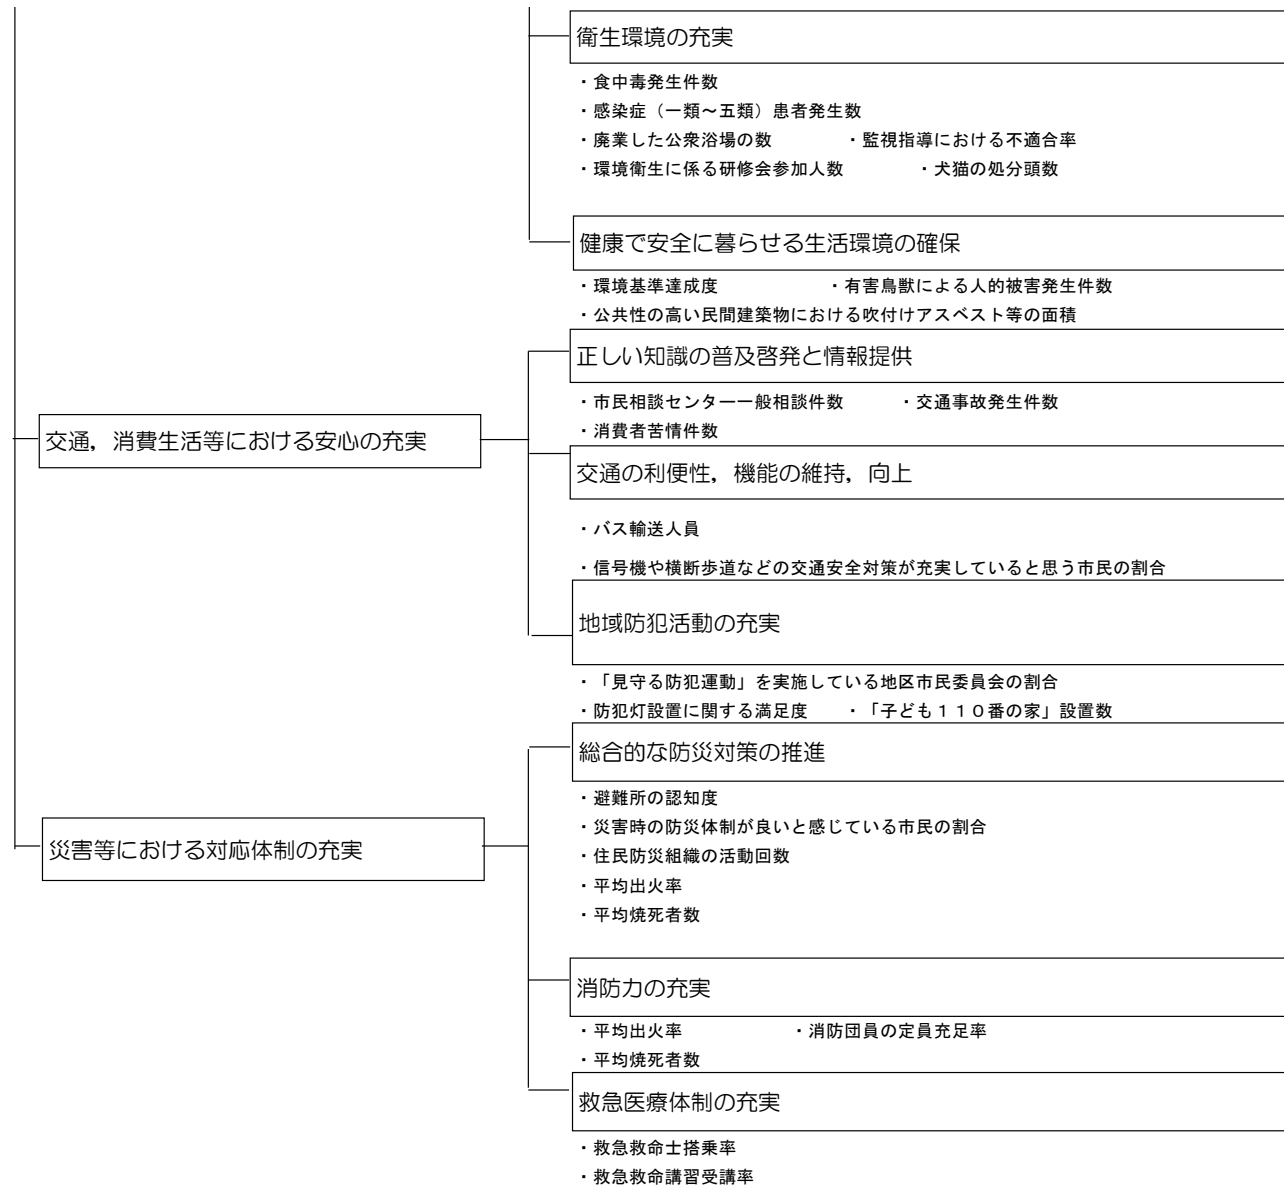 衛生環境の充実
・食中毒発生件数
・感染症（一類～五類）患者発生数
・廃業した公衆浴場の数　・監視指導における不適合率
・環境衛生に係る研修会参加人数　・犬猫の処分頭数
健康で安全に暮らせる生活環境の確保
・環境基準達成度　・有害鳥獣による人的被害発生件数
・公共性の高い民間建築物における吹付けアスベスト等の面積
正しい知識の普及啓発と情報提供
・市民相談センター一般相談件数　・交通事故発生件数
・消費者苦情件数
交通，消費生活等における安心の充実
交通の利便性，機能の維持，向上
・バス輸送人員
・信号機や横断歩道などの交通安全対策が充実していると思う市民の割合
地域防犯活動の充実
・「見守る防犯運動」を実施している地区市民委員会の割合
・防犯灯設置に関する満足度　・「子ども１１０番の家」設置数
総合的な防災対策の推進
・避難所の認知度
・災害時の防災体制が良いと感じている市民の割合
災害等における対応体制の充実
・住民防災組織の活動回数
・平均出火率
・平均焼死者数
消防力の充実
・平均出火率　・消防団員の定員充足率
・平均焼死者数
救急医療体制の充実
・救急救命士搭乗率
・救急救命講習受講率